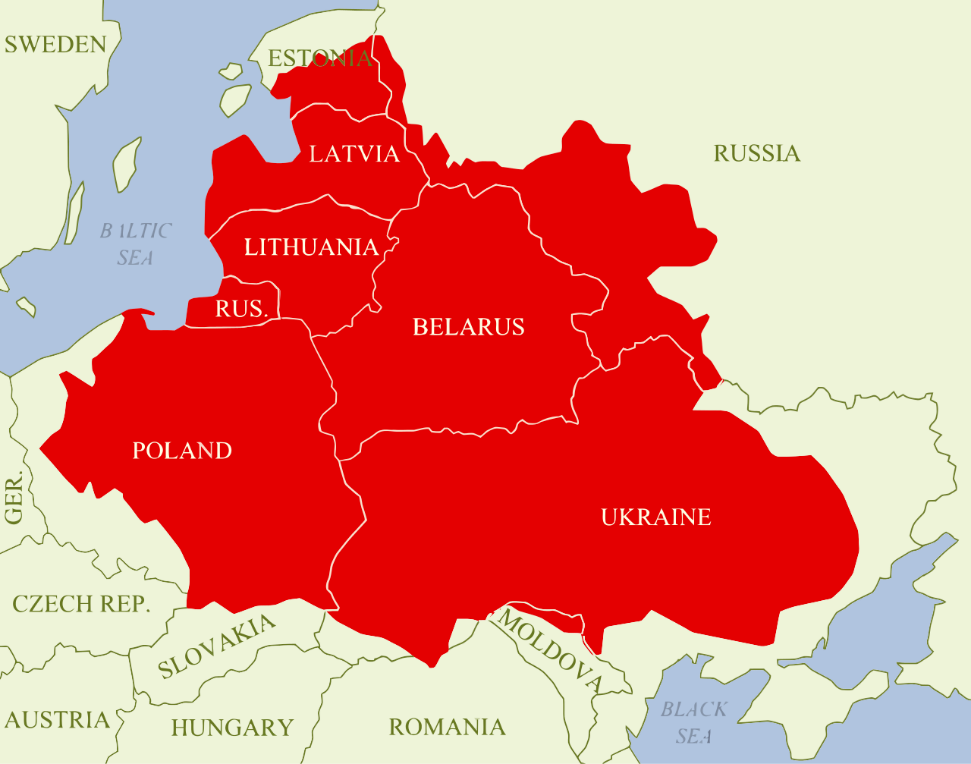 SWEDEN
ESTONIA
RUSSIA
LATVIA
BALTIC
SEA
LITHUANIA
RUS.
BELARUS
POLAND
GER.
UKRAINE
CZECH REP.
SLOVAKIA
MOLDOVA
AUSTRIA
HUNGARY
ROMANIA
BLACK
SEA